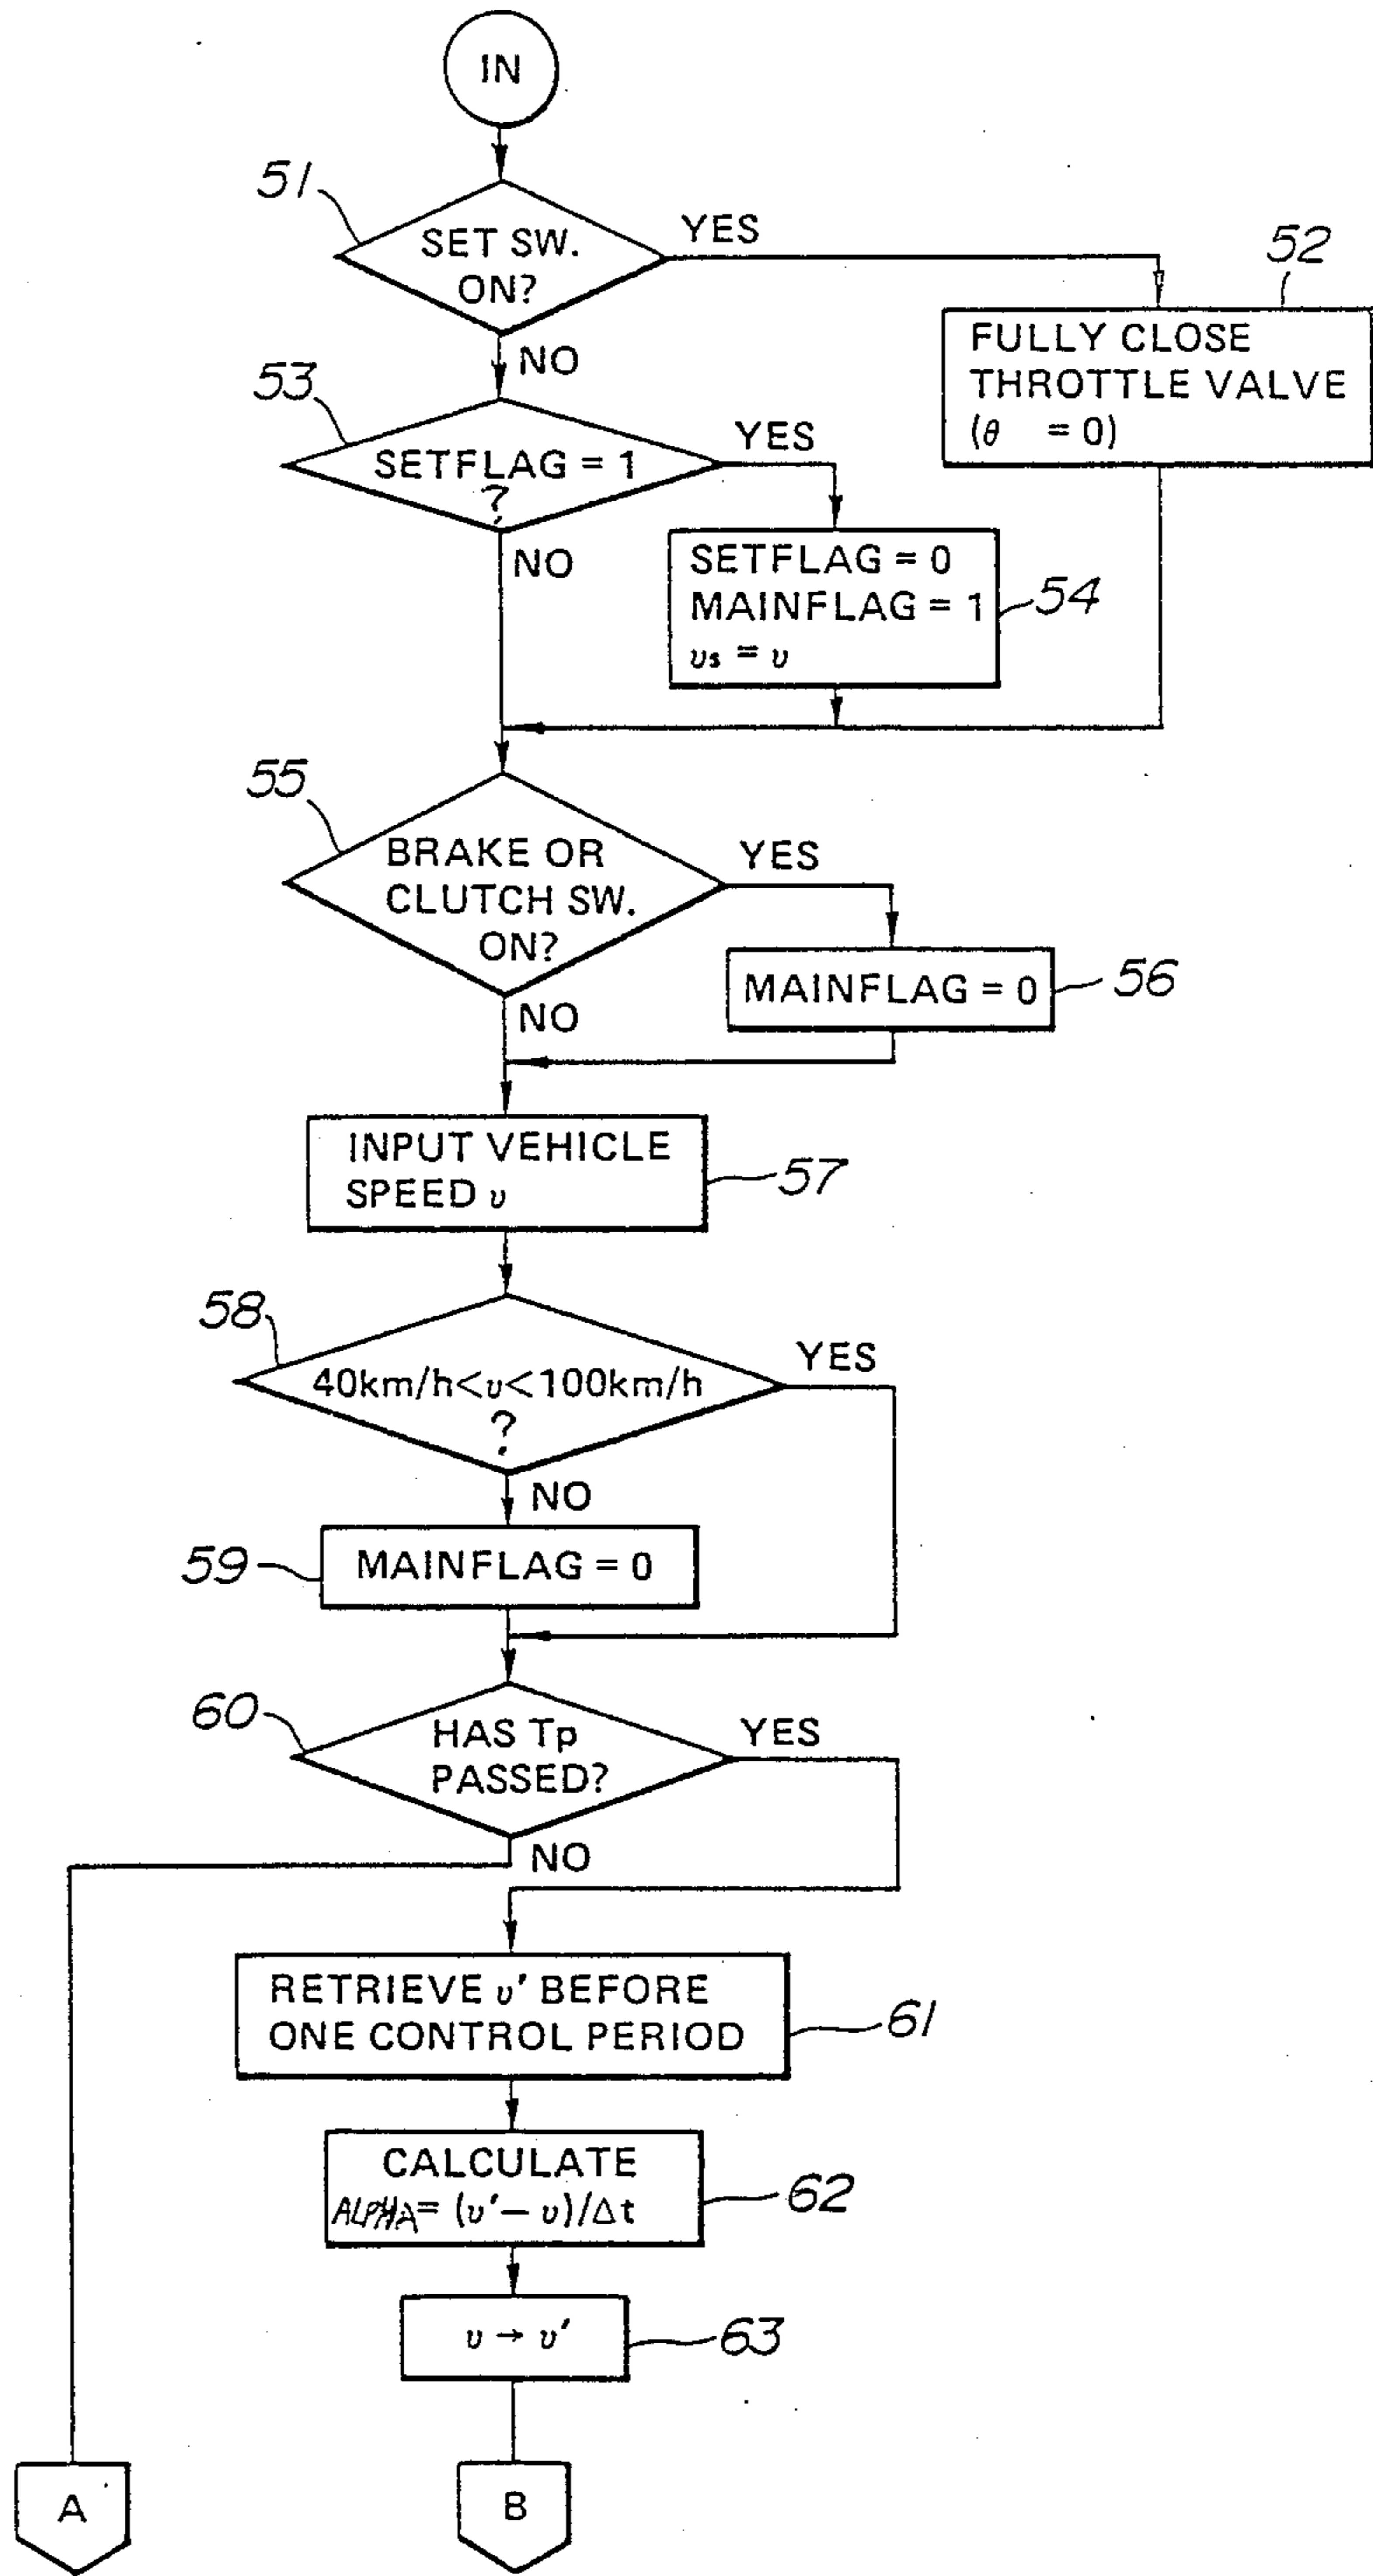 IN
51
SET SW.
ON?
YES
NO
52
FULLY CLOSE
THROTTLE VALVE
(θ = 0)
53
SETFLAG = 1
?
YES
NO
SETFLAG = 0
MAINFLAG = 1
υs = υ
54
55
BRAKE OR
CLUTCH SW.
ON?
YES
NO
MAINFLAG = 0
56
INPUT VEHICLE
SPEED υ
57
58
40km/h<υ<100km/h
?
YES
NO
59
MAINFLAG = 0
60
HAS Tp
PASSED?
YES
NO
RETRIEVE υ' BEFORE
ONE CONTROL PERIOD
61
CALCULATE
ALPHA= (υ'− υ)/Δt
62
υ → υ'
63
A
B